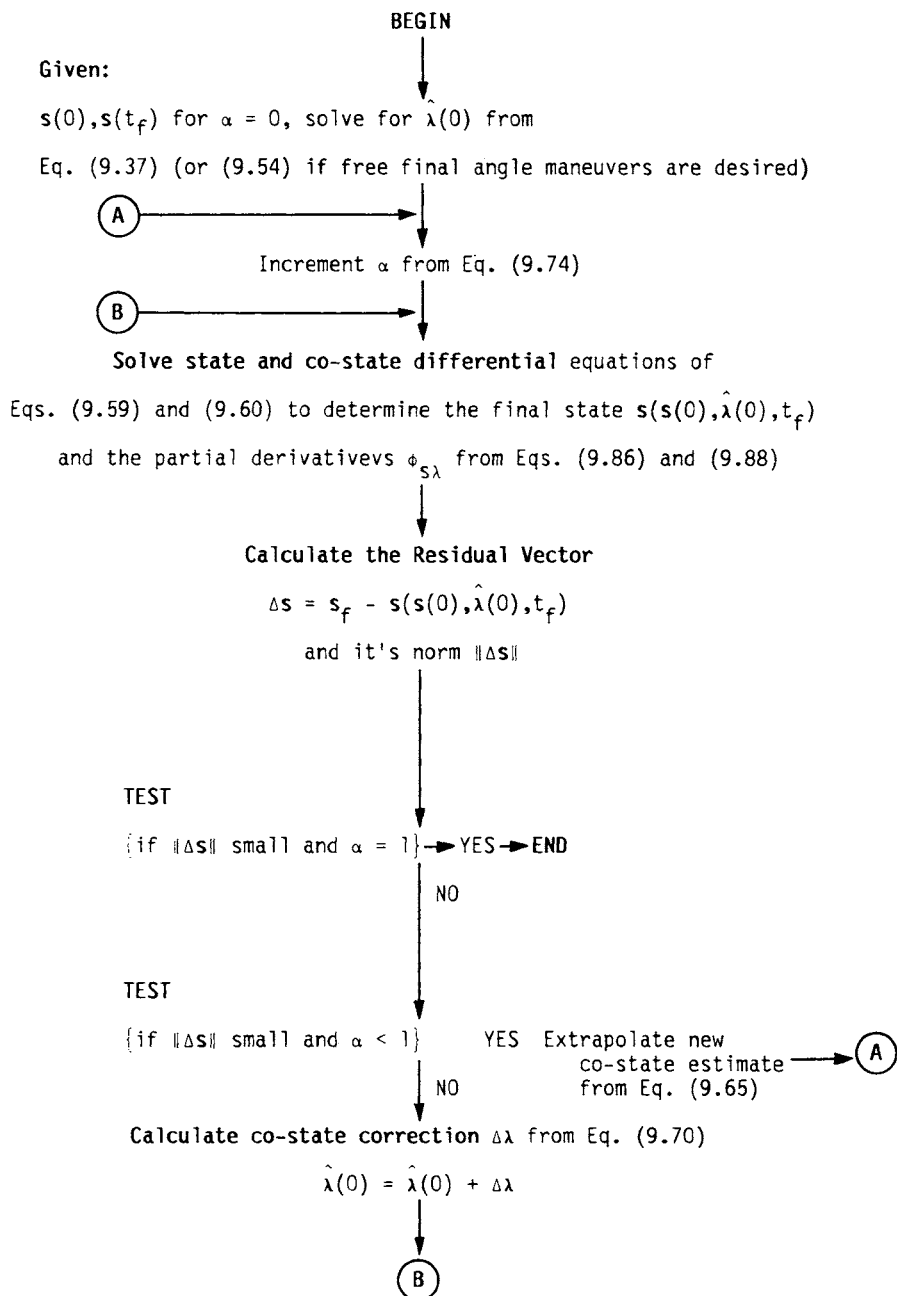 BEGIN
Given:
s(0),s(t_f) for α = 0, solve for λ̂(0) from
Eq. (9.37) (or (9.54) if free final angle maneuvers are desired)
A
Increment α from Eq. (9.74)
B
Solve state and co-state differential equations of
Eqs. (9.59) and (9.60) to determine the final state s(s(0),λ̂(0),t_f)
and the partial derivativevs ϕ_sλ from Eqs. (9.86) and (9.88)
Calculate the Residual Vector
Δs = s_f - s(s(0),λ̂(0),t_f)
and it's norm ‖Δs‖
TEST
{if ‖Δs‖ small and α = 1} → YES → END
NO
TEST
{if ‖Δs‖ small and α < 1} YES Extrapolate new
co-state estimate
from Eq. (9.65)
A
NO
Calculate co-state correction Δλ from Eq. (9.70)
λ̂(0) = λ̂(0) + Δλ
B